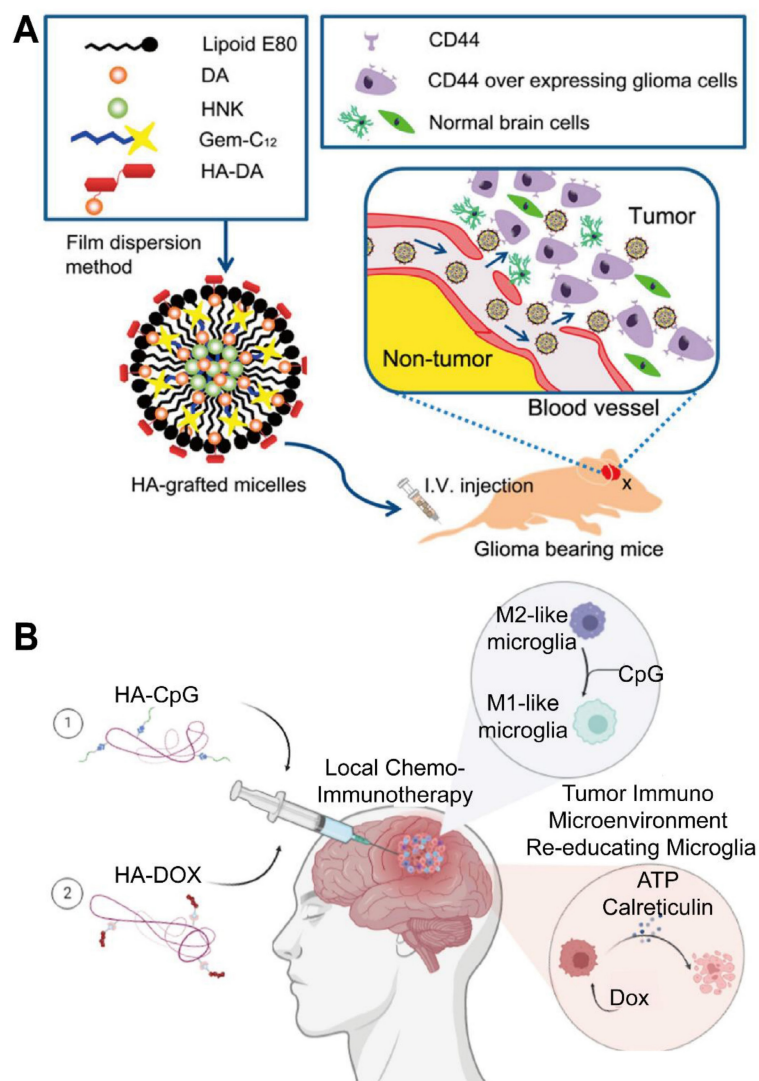 A
Lipoid E80
DA
HNK
Gem-C₁₂
HA-DA
CD44
CD44 over expressing glioma cells
Normal brain cells
Film dispersion
method
Tumor
Non-tumor
Blood vessel
HA-grafted micelles
I.V. injection
x
Glioma bearing mice
B
M2-like
microglia
CpG
M1-like
microglia
HA-CpG
1
Local Chemo-
Immunotherapy
Tumor Immuno
Microenvironment
Re-educating Microglia
HA-DOX
2
ATP
Calreticulin
Dox